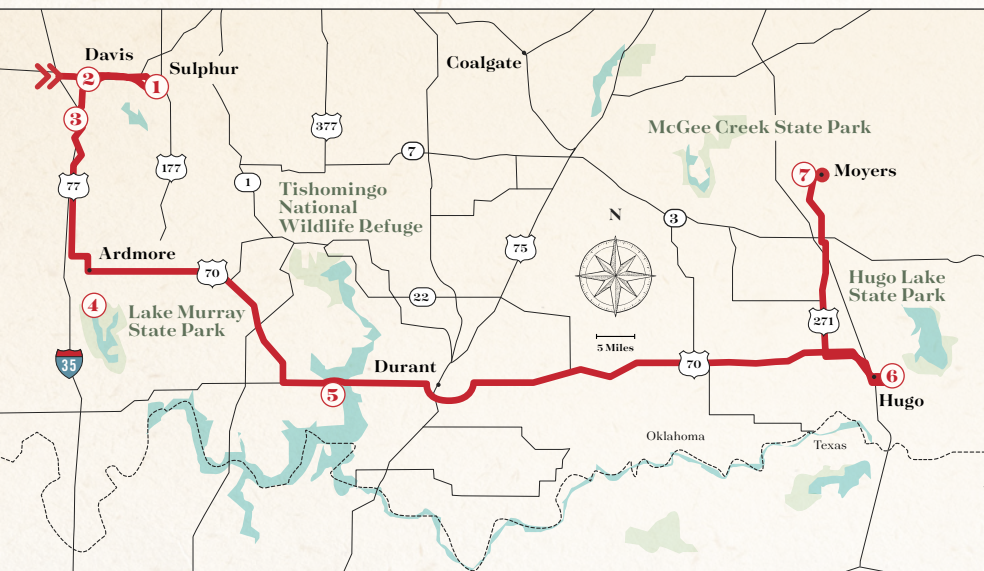 Davis
Sulphur
Coalgate
2
1
3
377
7
McGee Creek State Park
177
7
Moyers
77
1
Tishomingo
National
Wildlife Refuge
N
3
75
Ardmore
70
22
Hugo Lake
State Park
4
Lake Murray
State Park
271
5 Miles
35
Durant
70
5
6
Hugo
Oklahoma
Texas